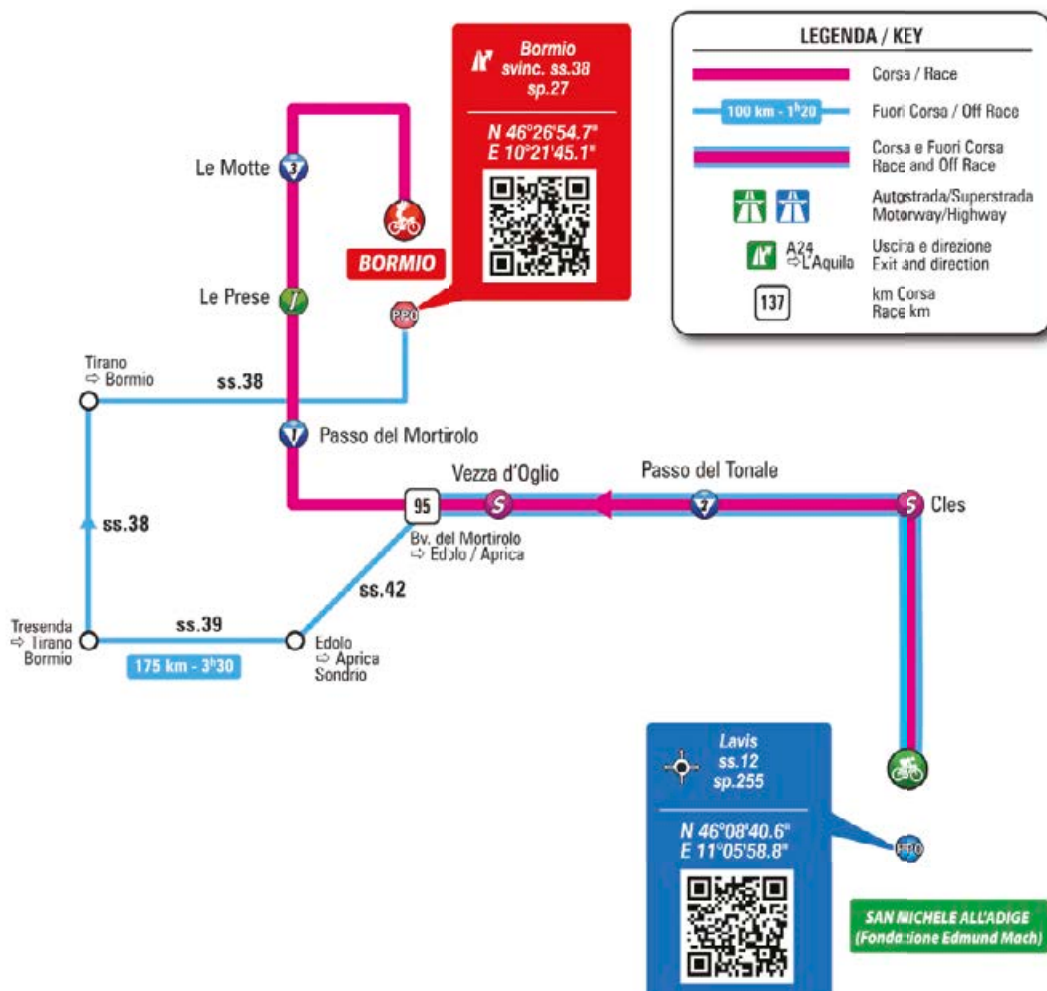 Bormio
svinc. ss.38
sp.27
N 46°26'54.7"
E 10°21'45.1"
LEGENDA / KEY
Corsa / Race
100 km - 1h20
Fuori Corsa / Off Race
Corsa e Fuori Corsa
Race and Off Race
Autostrada/Superstrada
Motorway/Highway
A24
⇨L'Aquila
Uscita e direzione
Exit and direction
137
km Corsa
Race km
Le Motte
3
BORMIO
Le Prese
T
PPO
Tirano
⇨ Bormio
ss.38
1
Passo del Mortirolo
Vezza d'Oglio
Passo del Tonale
95
S
2
S
Cles
Bv. del Mortirolo
⇨ Edolo / Aprica
ss.38
ss.42
Tresenda
⇨ Tirano
Bormio
ss.39
175 km - 3h30
Edolo
⇨ Aprica
Sondrio
Lavis
ss.12
sp.255
N 46°08'40.6"
E 11°05'58.8"
PPO
SAN MICHELE ALL'ADIGE
(Fondazione Edmund Mach)